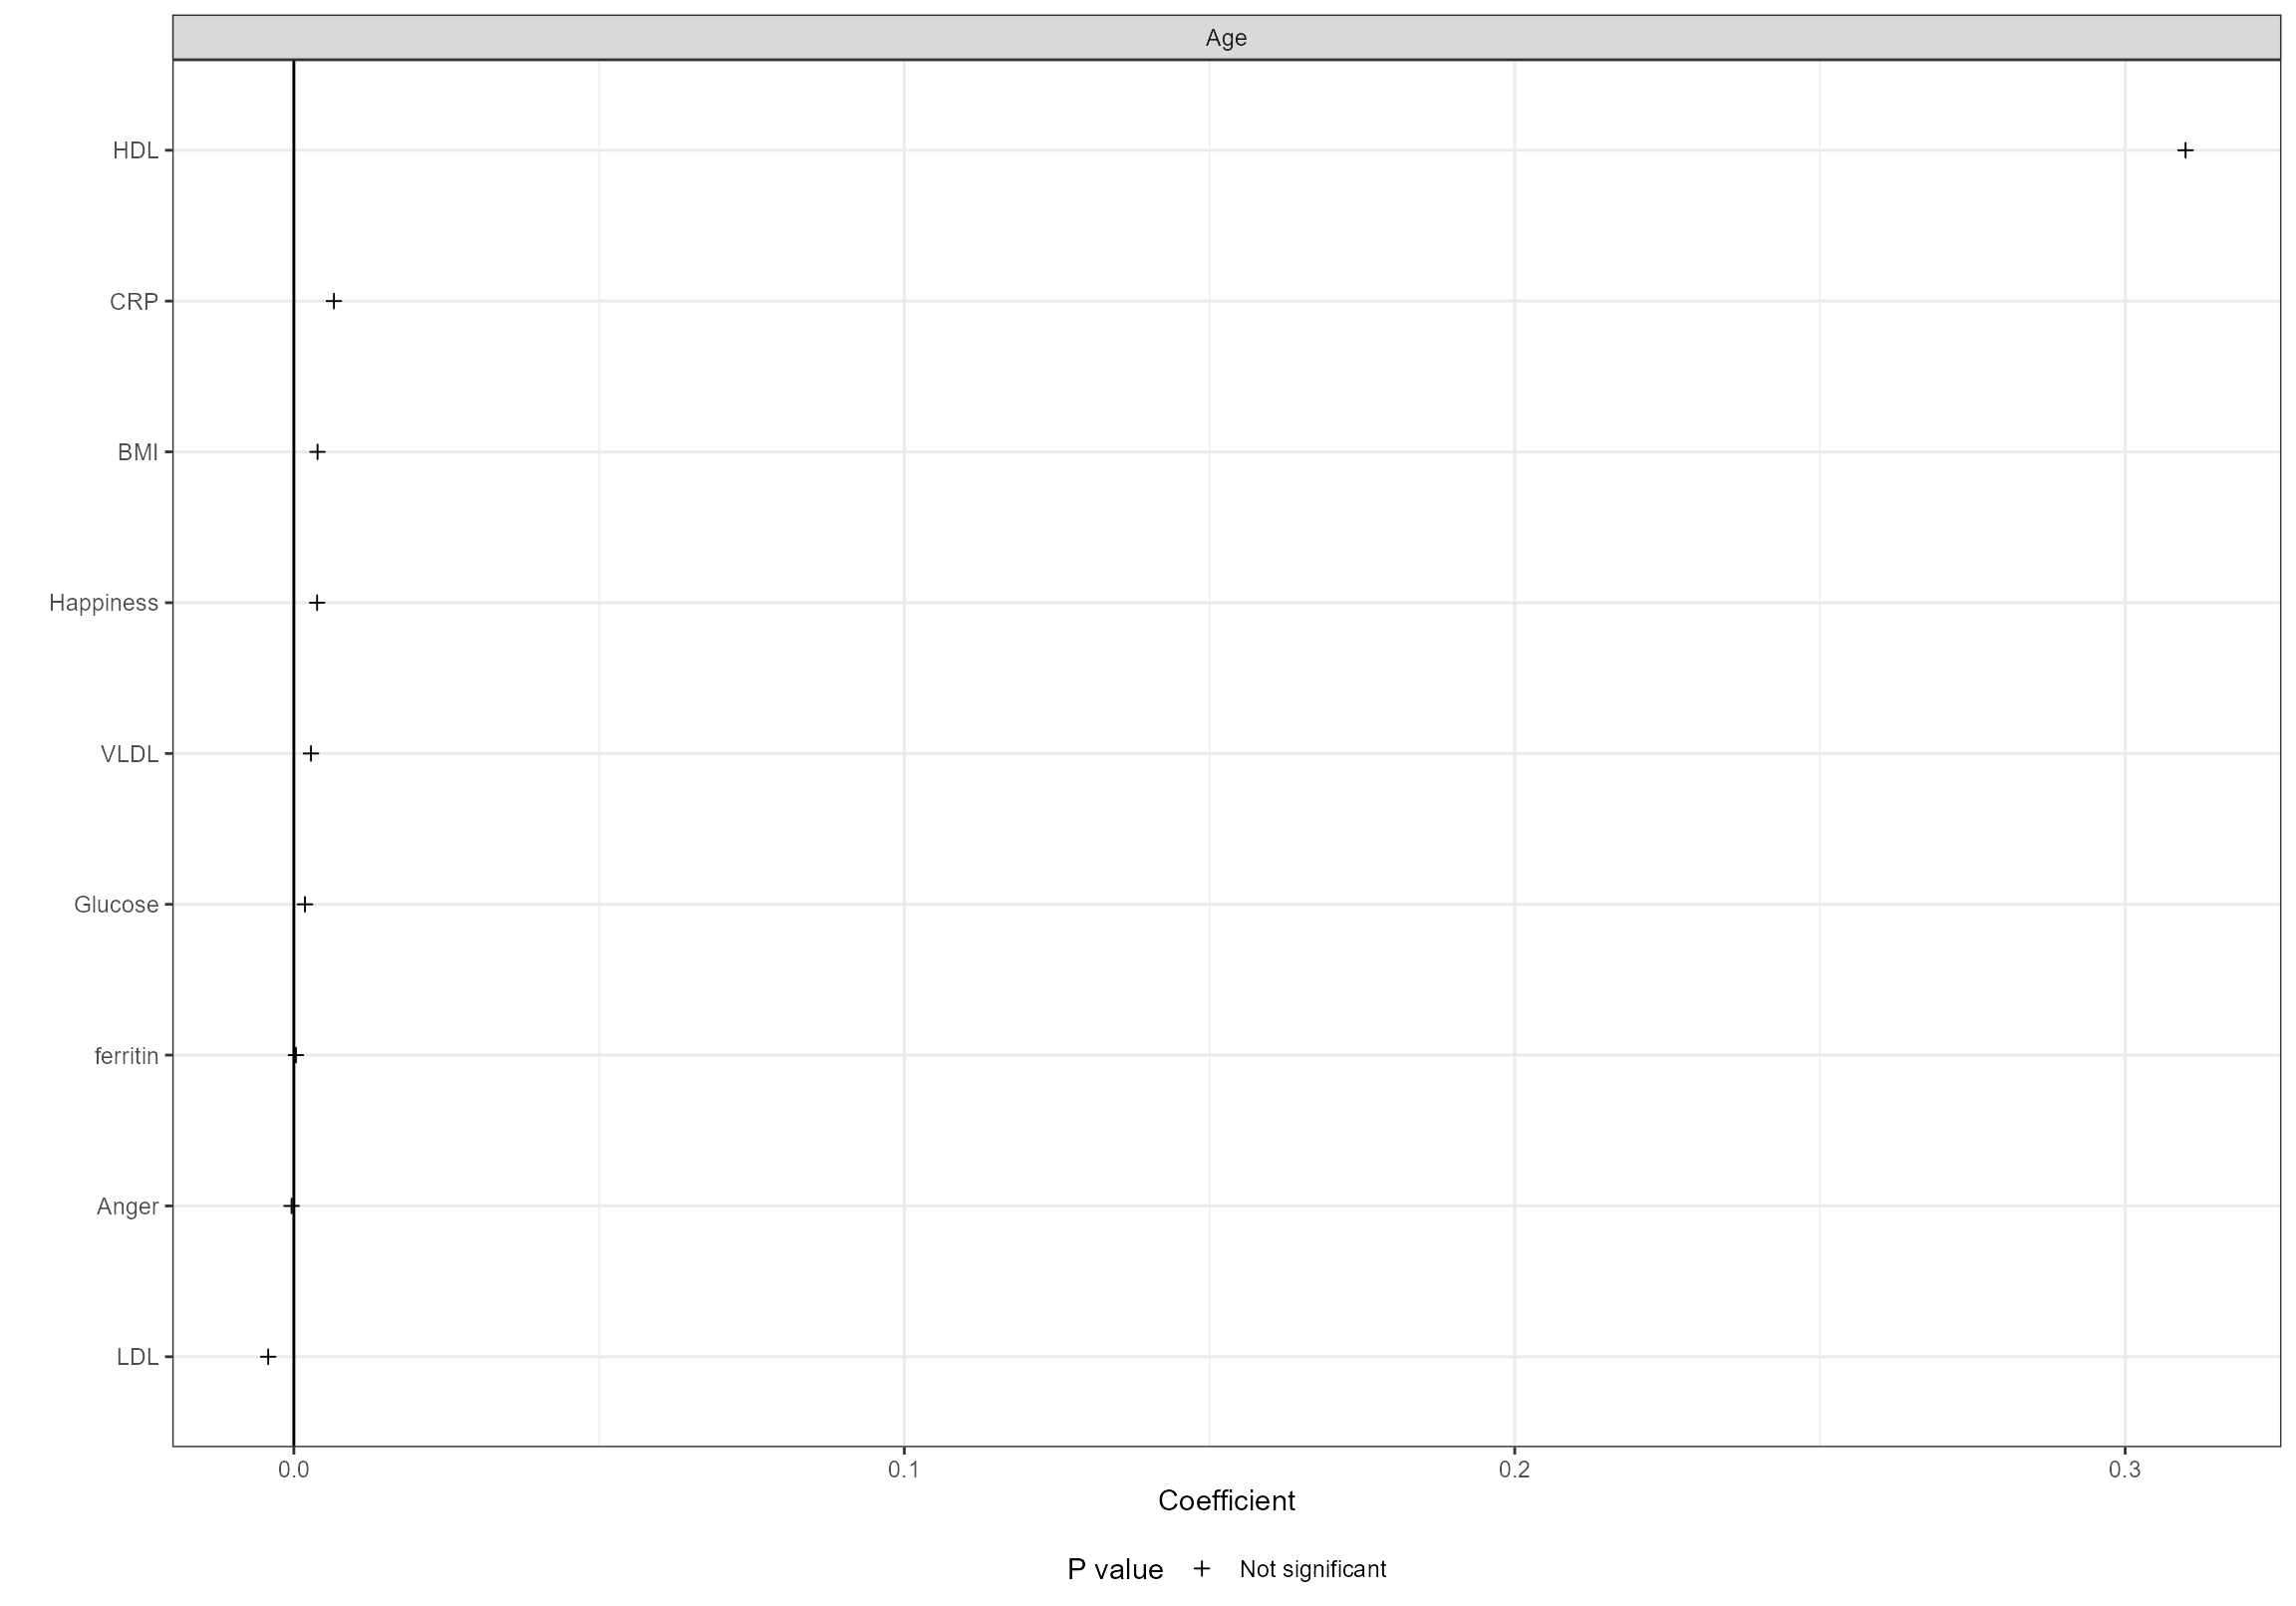 Age
HDL
CRP
BMI
Happiness
VLDL
Glucose
ferritin
Anger
LDL
0.0 0.1 0.2 0.3
Coefficient
P value + Not significant